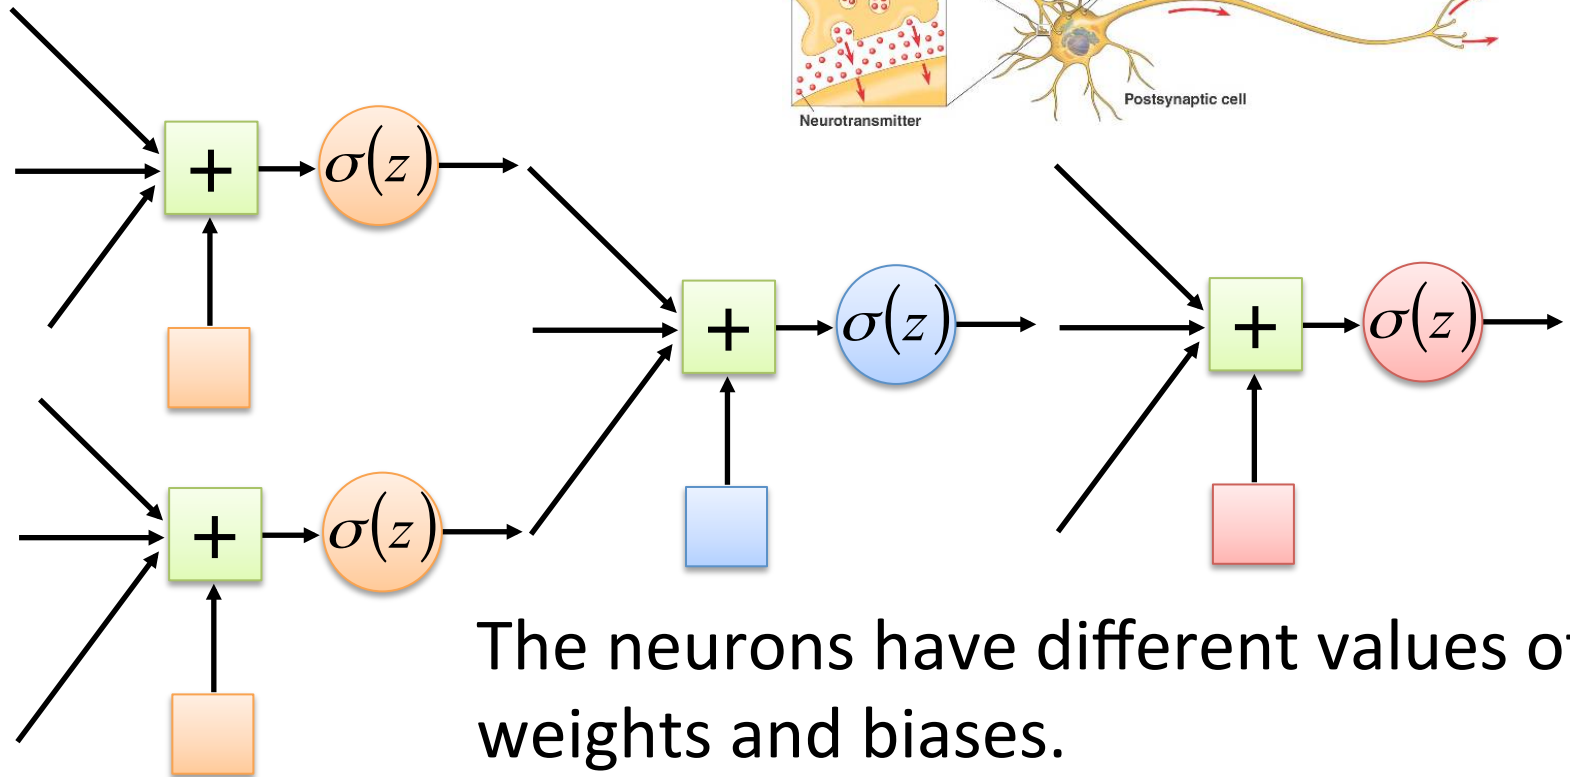 Neurotransmitter
Postsynaptic cell
+ σ(z)
+ σ(z)
+ σ(z)
+ σ(z)
The neurons have different values of
weights and biases.